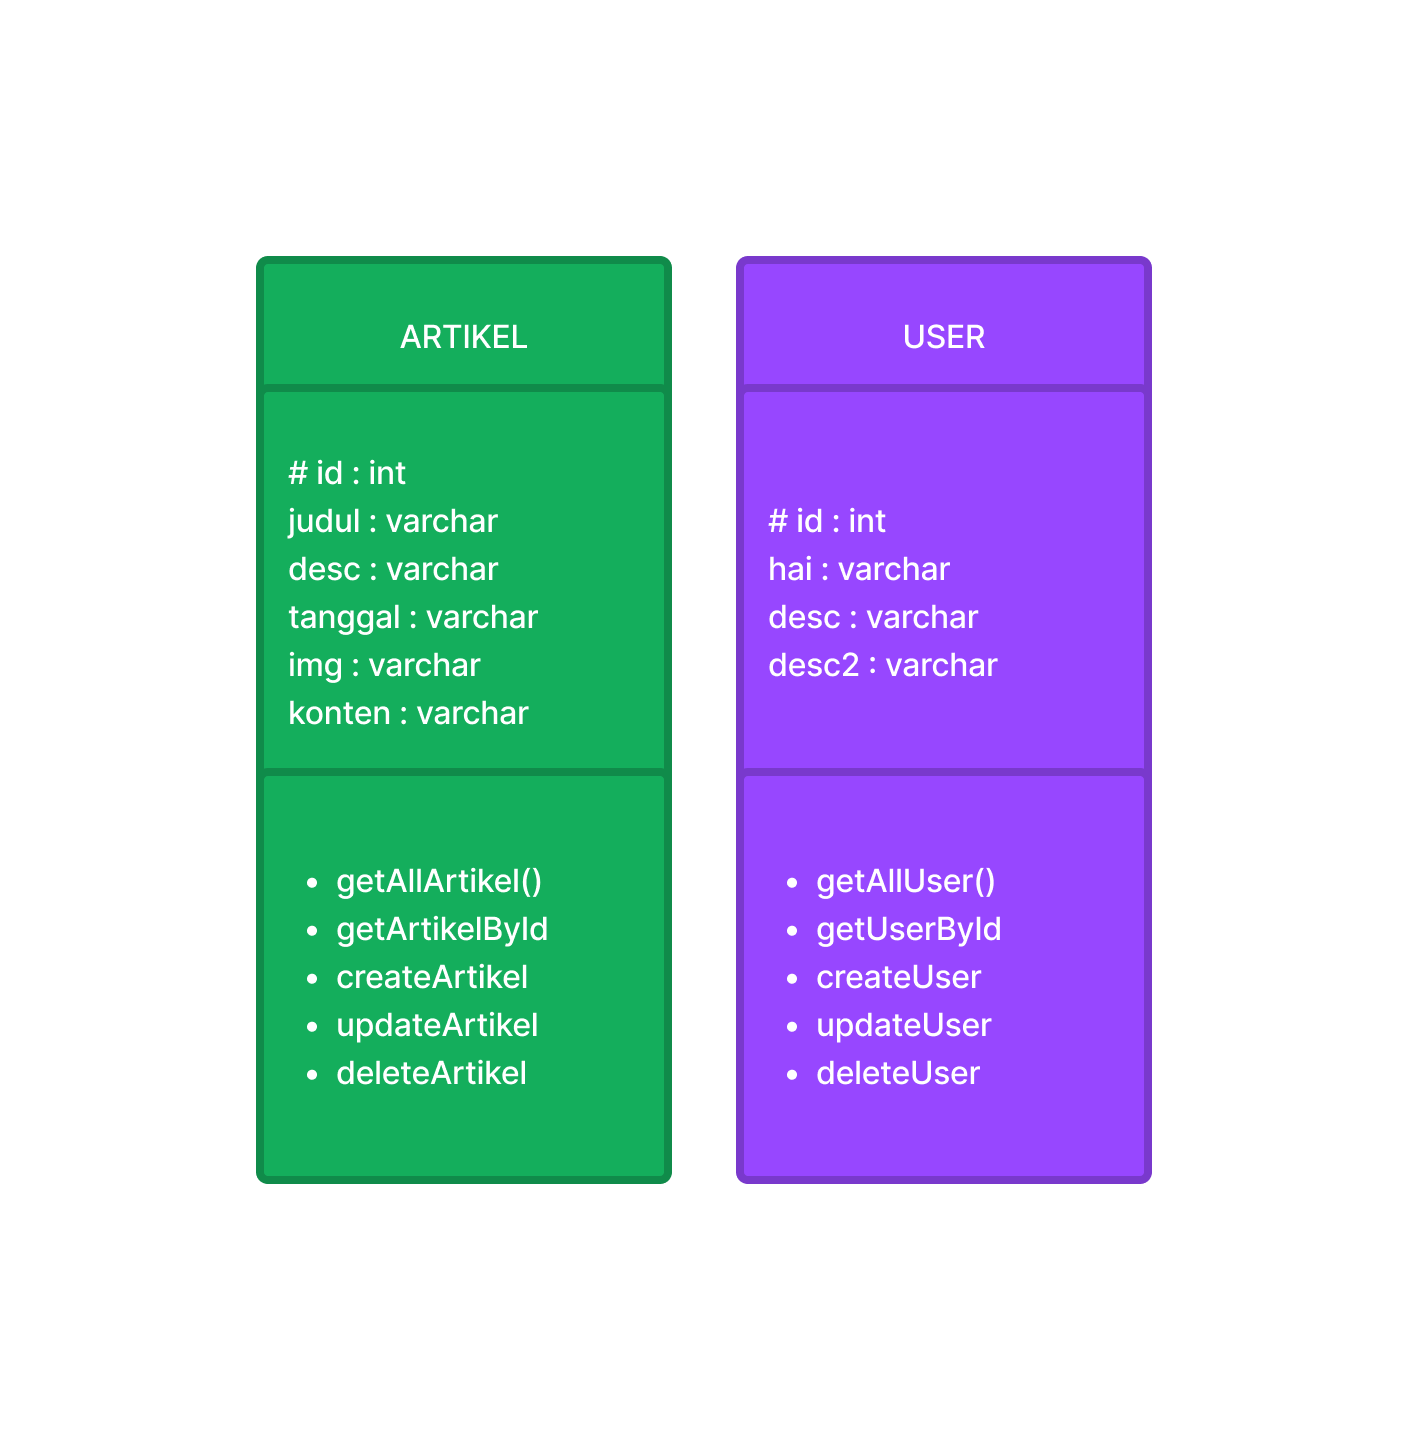 ARTIKEL
# id : int
judul : varchar
desc : varchar
tanggal : varchar
img : varchar
konten : varchar
• getAllArtikel()
• getArtikelById
• createArtikel
• updateArtikel
• deleteArtikel
USER
# id : int
hai : varchar
desc : varchar
desc2 : varchar
• getAllUser()
• getUserById
• createUser
• updateUser
• deleteUser